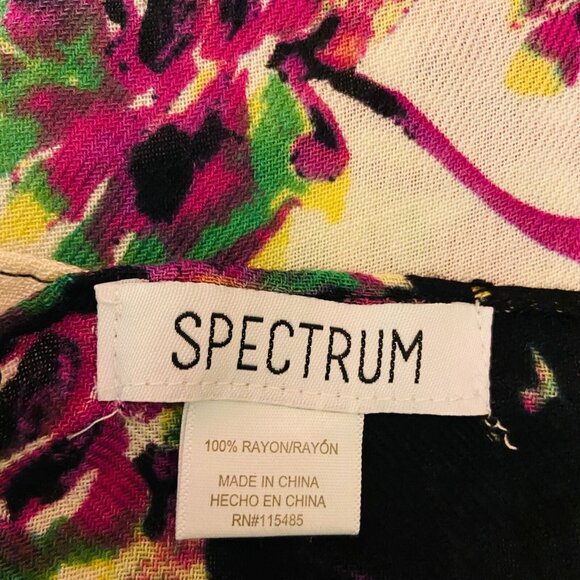 SPECTRUM
100% RAYON/RAYÓN
MADE IN CHINA
HECHO EN CHINA
RN#115485